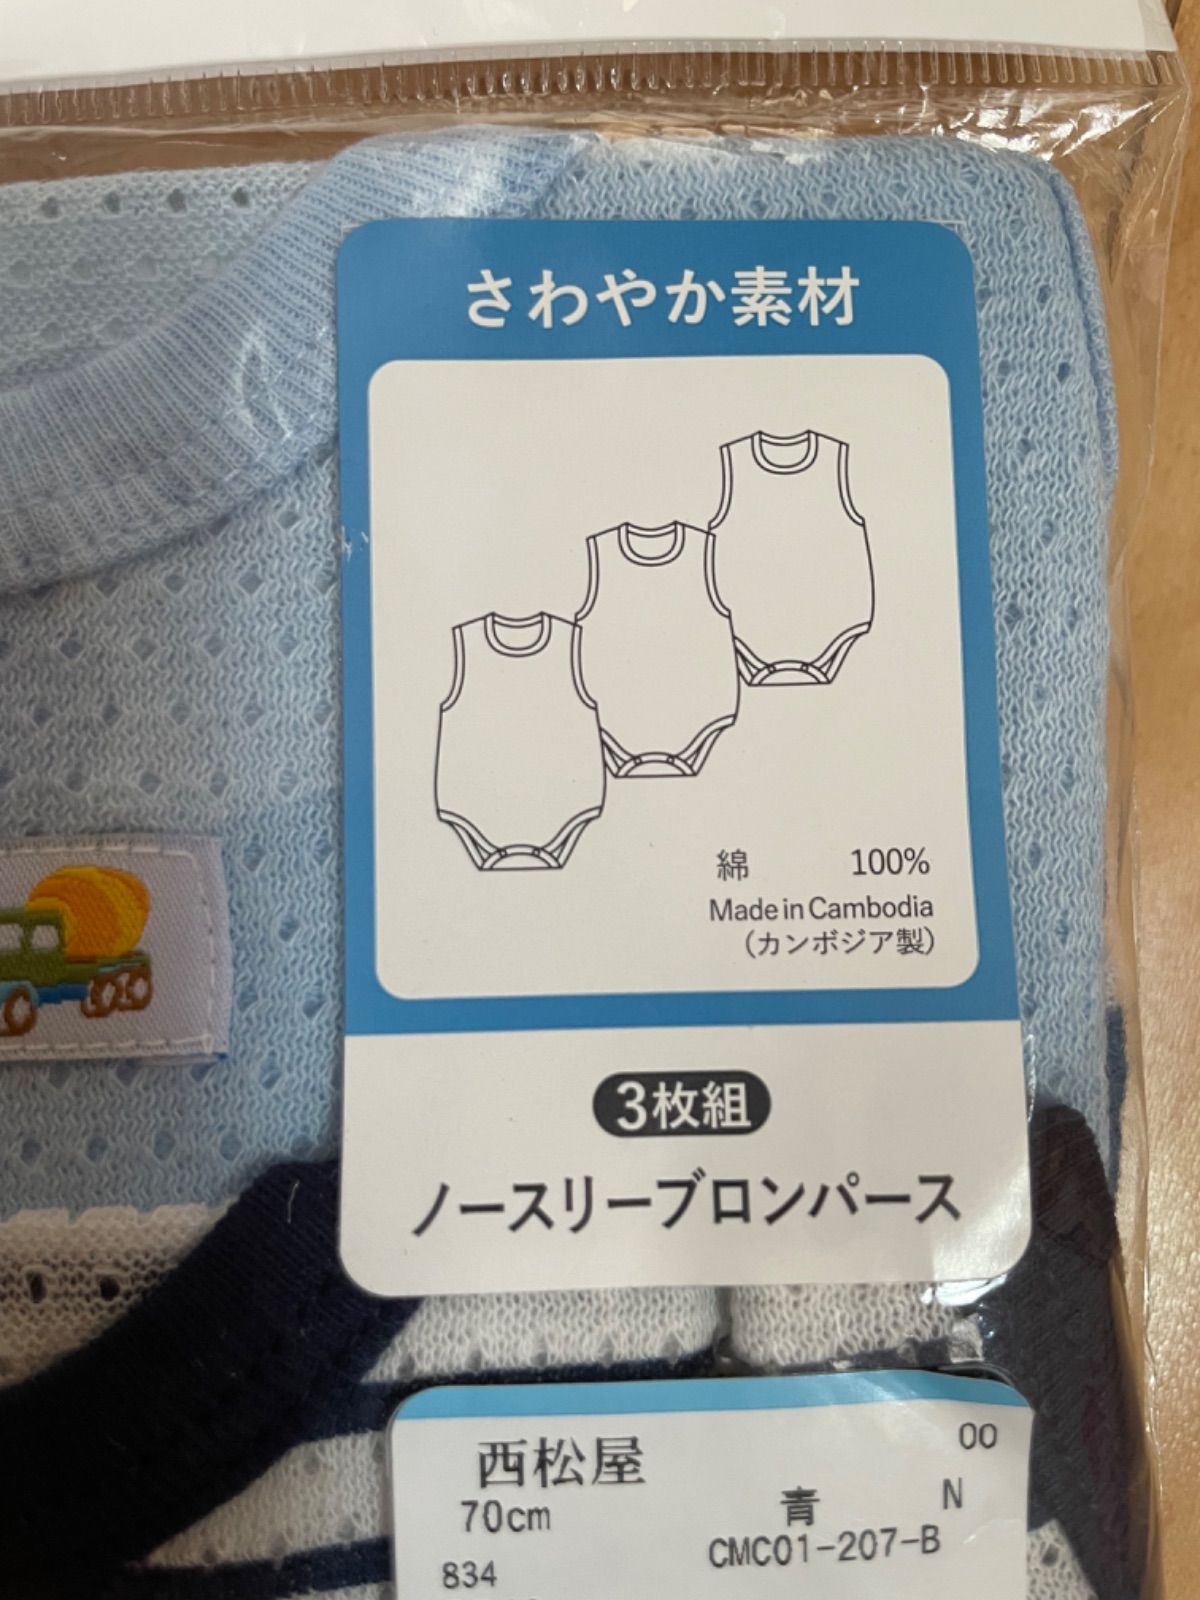 さわやか素材
綿 100%
Made in Cambodia
(カンボジア製)
3枚組
ノースリーブロンパース
西松屋 00
70cm 青 N
834 CMC01-207-B